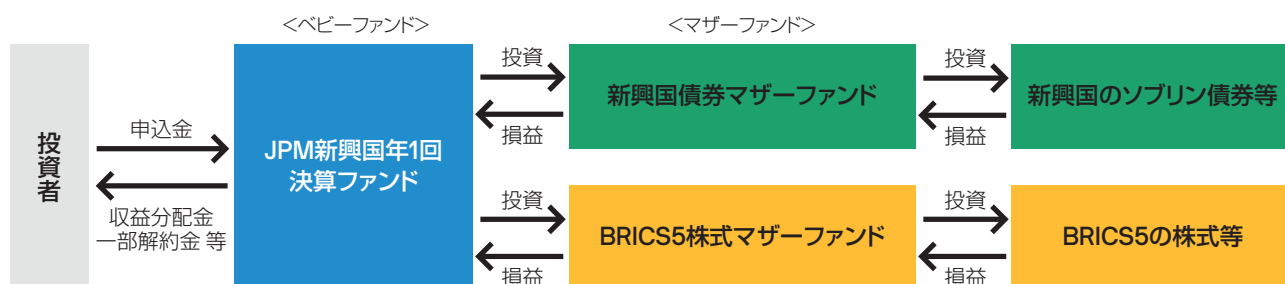 <ベビーファンド>
<マザーファンド>
投資者
申込金
収益分配金
一部解約金 等
JPM新興国年1回
決算ファンド
投資
損益
新興国債券マザーファンド
投資
損益
新興国のソブリン債券等
投資
損益
BRICS5株式マザーファンド
投資
損益
BRICS5の株式等